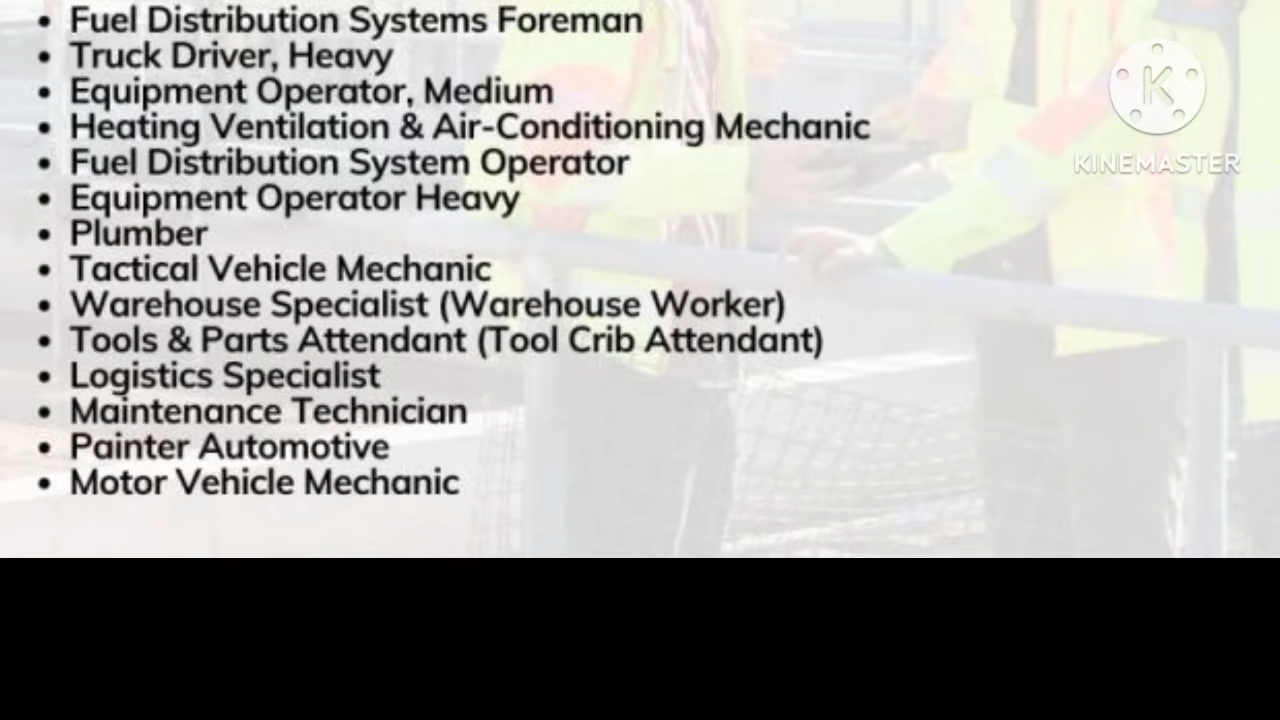 • Fuel Distribution Systems Foreman
• Truck Driver, Heavy
• Equipment Operator, Medium
• Heating Ventilation & Air-Conditioning Mechanic
• Fuel Distribution System Operator
• Equipment Operator Heavy
• Plumber
• Tactical Vehicle Mechanic
• Warehouse Specialist (Warehouse Worker)
• Tools & Parts Attendant (Tool Crib Attendant)
• Logistics Specialist
• Maintenance Technician
• Painter Automotive
• Motor Vehicle Mechanic
K
KINEMASTER